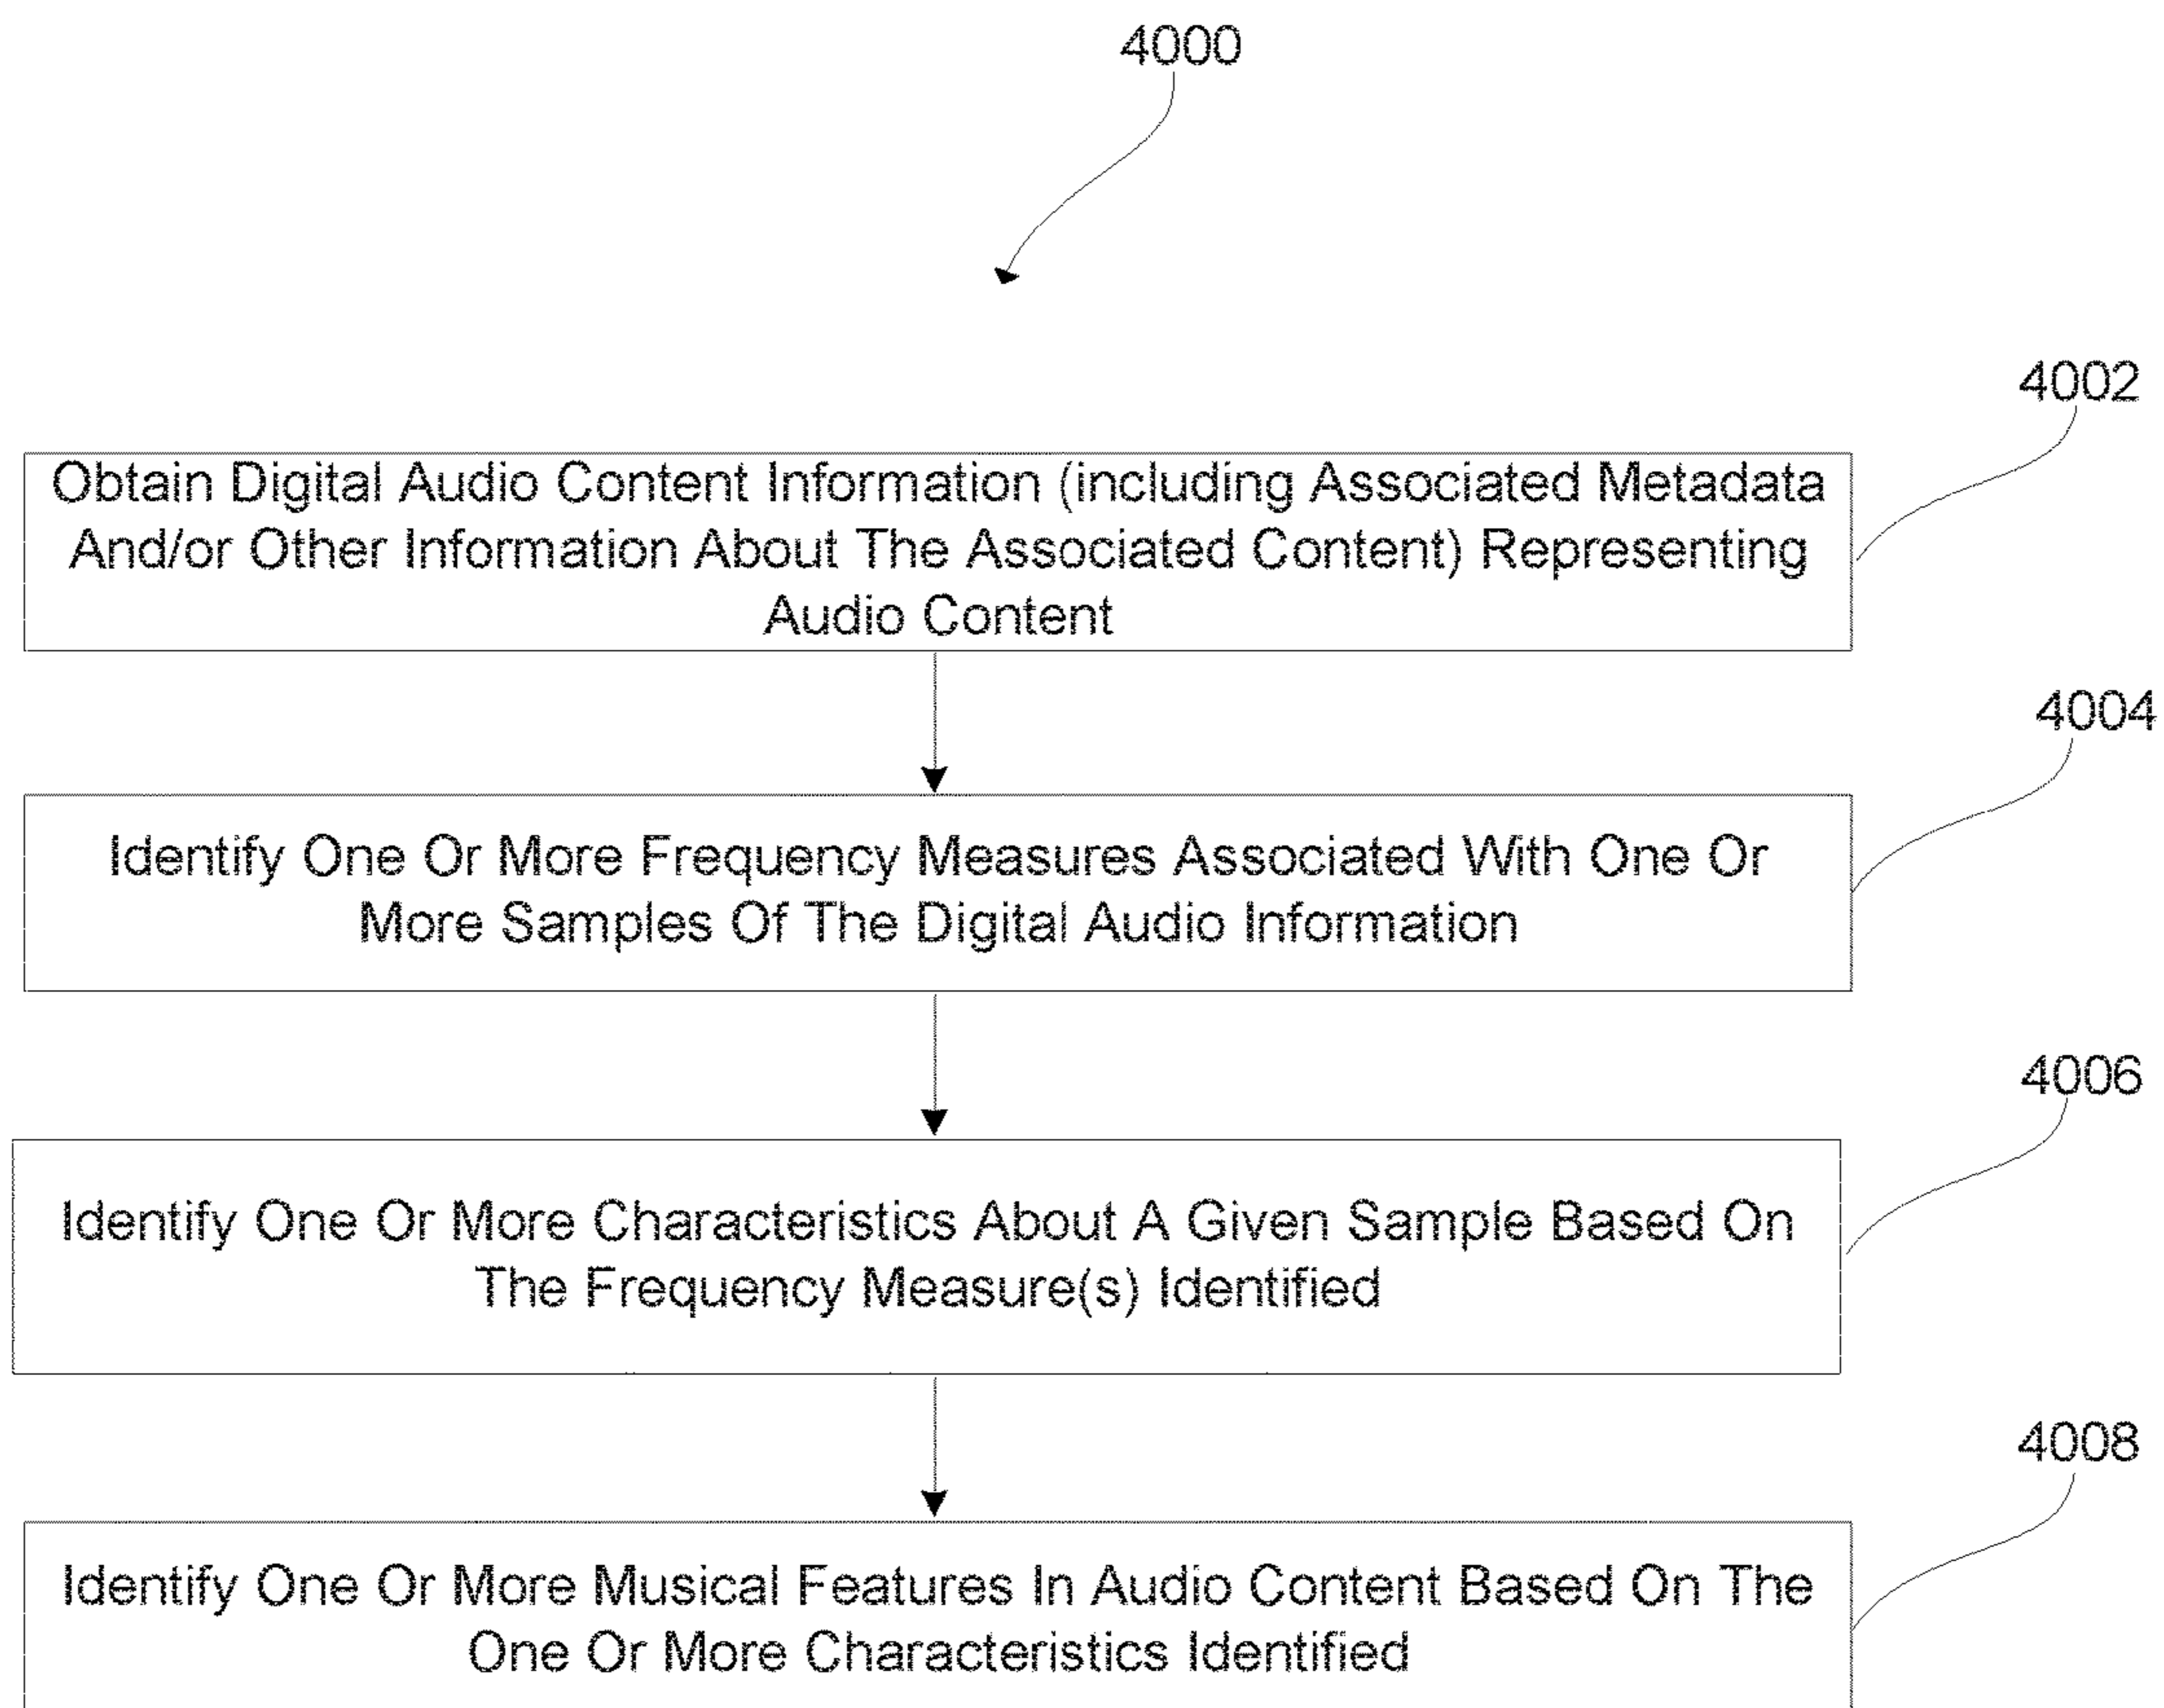 4000
4002
Obtain Digital Audio Content Information (including Associated Metadata
And/or Other Information About The Associated Content) Representing
Audio Content
4004
Identify One Or More Frequency Measures Associated With One Or
More Samples Of The Digital Audio Information
4006
Identify One Or More Characteristics About A Given Sample Based On
The Frequency Measure(s) Identified
4008
Identify One Or More Musical Features In Audio Content Based On The
One Or More Characteristics Identified